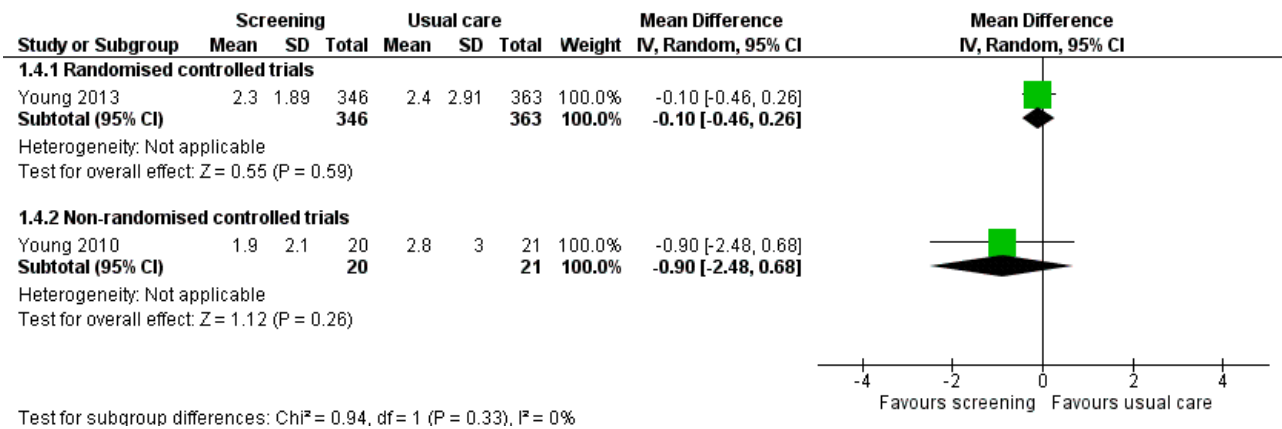 Screening Usual care Mean Difference Mean Difference
Study or Subgroup Mean SD Total Mean SD Total Weight IV, Random, 95% CI IV, Random, 95% CI
1.4.1 Randomised controlled trials
Young 2013 2.3 1.89 346 2.4 2.91 363 100.0% -0.10 [-0.46, 0.26]
Subtotal (95% CI) 346 363 100.0% -0.10 [-0.46, 0.26]
Heterogeneity: Not applicable
Test for overall effect: Z = 0.55 (P = 0.59)
1.4.2 Non-randomised controlled trials
Young 2010 1.9 2.1 20 2.8 3 21 100.0% -0.90 [-2.48, 0.68]
Subtotal (95% CI) 20 21 100.0% -0.90 [-2.48, 0.68]
Heterogeneity: Not applicable
Test for overall effect: Z = 1.12 (P = 0.26)
-4 -2 0 2 4
Favours screening Favours usual care
Test for subgroup differences: Chi² = 0.94, df = 1 (P = 0.33), I² = 0%